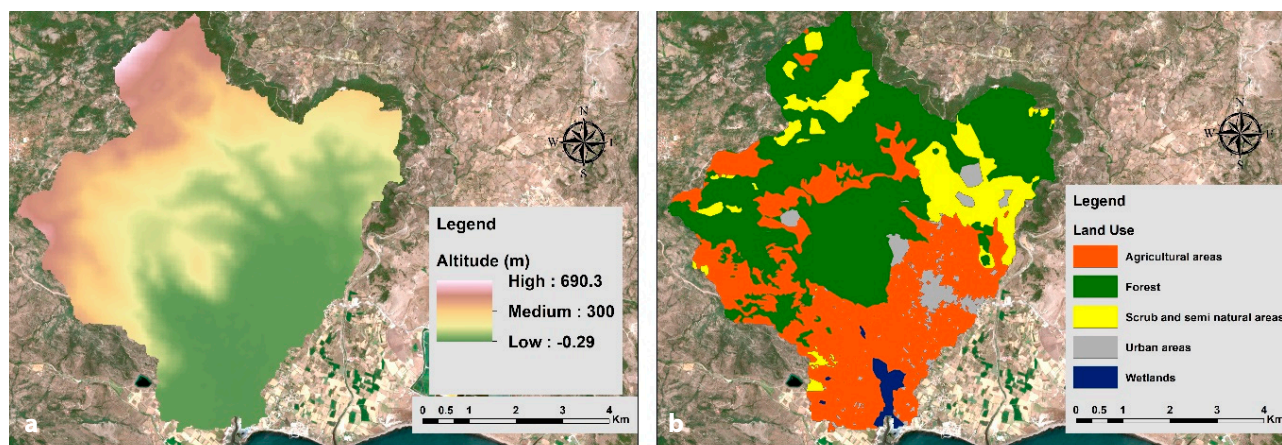 N
W E
S
Legend
Altitude (m)
High : 690.3
Medium : 300
Low : -0.29
0 0.5 1 2 3 4
Km
a
N
W E
S
Legend
Land Use
Agricultural areas
Forest
Scrub and semi natural areas
Urban areas
Wetlands
0 0.5 1 2 3 4
Km
b